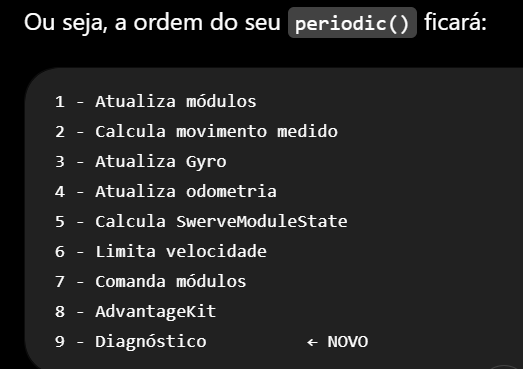 Ou seja, a ordem do seu periodic() ficará:
1 - Atualiza módulos
2 - Calcula movimento medido
3 - Atualiza Gyro
4 - Atualiza odometria
5 - Calcula SwerveModuleState
6 - Limita velocidade
7 - Comanda módulos
8 - AdvantageKit
9 - Diagnóstico ← NOVO